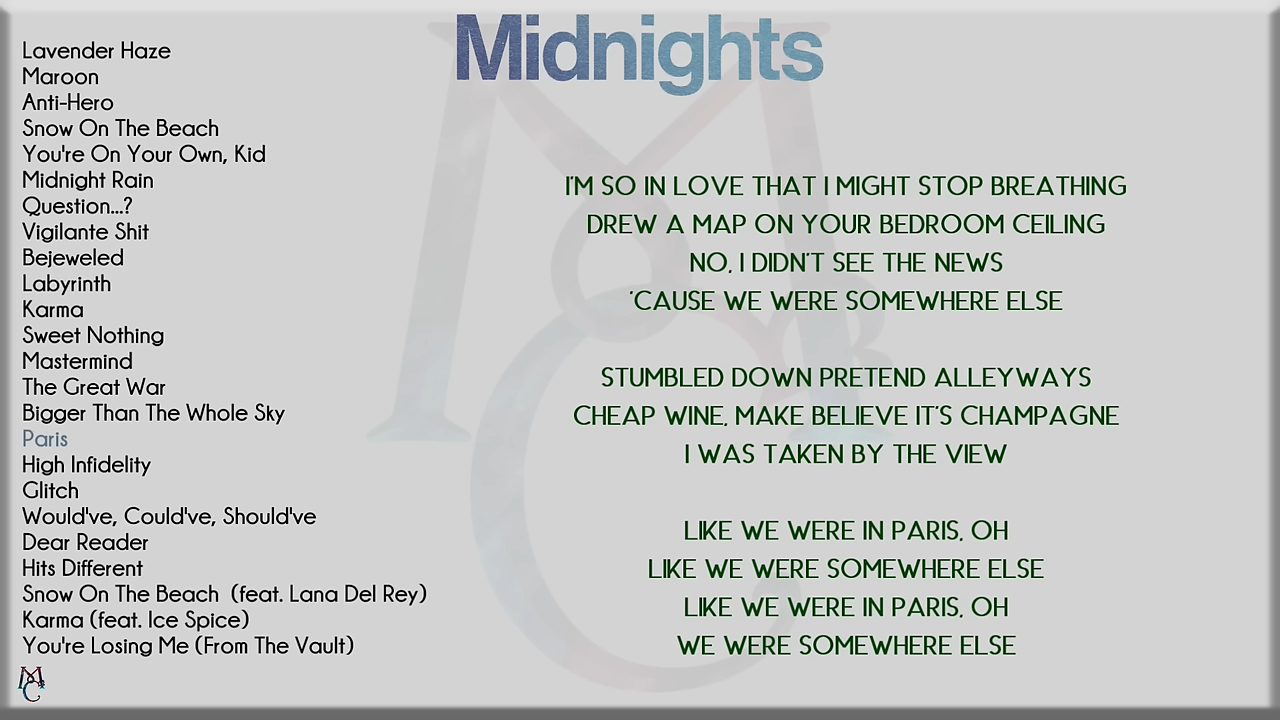 Midnights
Lavender Haze
Maroon
Anti-Hero
Snow On The Beach
You're On Your Own, Kid
Midnight Rain
Question...?
Vigilante Shit
Bejeweled
Labyrinth
Karma
Sweet Nothing
Mastermind
The Great War
Bigger Than The Whole Sky
Paris
High Infidelity
Glitch
Would've, Could've, Should've
Dear Reader
Hits Different
Snow On The Beach (feat. Lana Del Rey)
Karma (feat. Ice Spice)
You're Losing Me (From The Vault)
I'M SO IN LOVE THAT I MIGHT STOP BREATHING
DREW A MAP ON YOUR BEDROOM CEILING
NO, I DIDN'T SEE THE NEWS
'CAUSE WE WERE SOMEWHERE ELSE
STUMBLED DOWN PRETEND ALLEYWAYS
CHEAP WINE, MAKE BELIEVE IT'S CHAMPAGNE
I WAS TAKEN BY THE VIEW
LIKE WE WERE IN PARIS, OH
LIKE WE WERE SOMEWHERE ELSE
LIKE WE WERE IN PARIS, OH
WE WERE SOMEWHERE ELSE